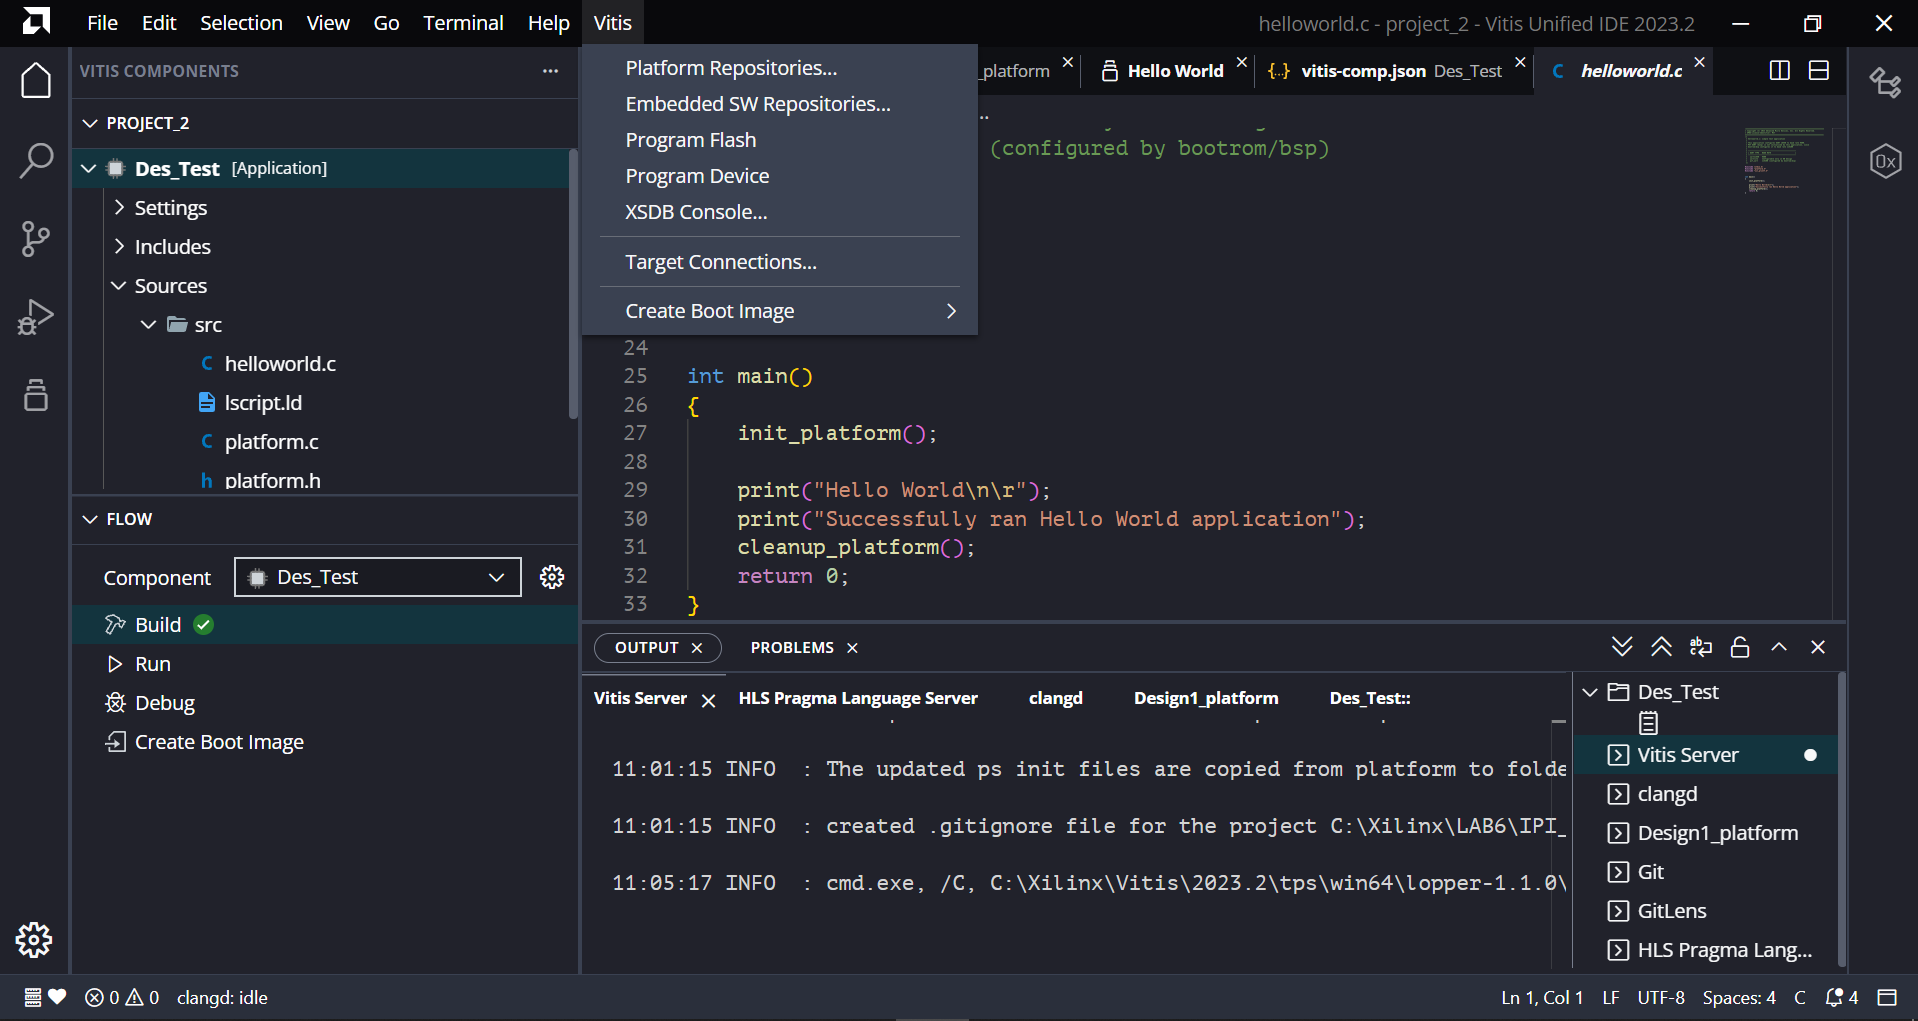 File Edit Selection View Go Terminal Help Vitis
helloworld.c - project_2 - Vitis Unified IDE 2023.2
VITIS COMPONENTS
PROJECT_2
Des_Test [Application]
Settings
Includes
Sources
src
C helloworld.c
lscript.ld
C platform.c
h platform.h
FLOW
Component Des_Test
Build
Run
Debug
Create Boot Image
Platform Repositories...
Embedded SW Repositories...
Program Flash
Program Device
XSDB Console...
Target Connections...
Create Boot Image
_platform Hello World {..} vitis-comp.json Des_Test C helloworld.c
(configured by bootrom/bsp)
24
25 int main()
26 {
27 init_platform();
28
29 print("Hello World\n\r");
30 print("Successfully ran Hello World application");
31 cleanup_platform();
32 return 0;
33 }
OUTPUT PROBLEMS
Vitis Server HLS Pragma Language Server clangd Design1_platform Des_Test::
11:01:15 INFO : The updated ps init files are copied from platform to folde
11:01:15 INFO : created .gitignore file for the project C:\Xilinx\LAB6\IPI_
11:05:17 INFO : cmd.exe, /C, C:\Xilinx\Vitis\2023.2\tps\win64\lopper-1.1.0\
Des_Test
Vitis Server
clangd
Design1_platform
Git
GitLens
HLS Pragma Lang...
0x
0 0 clangd: idle
Ln 1, Col 1 LF UTF-8 Spaces: 4 C 4